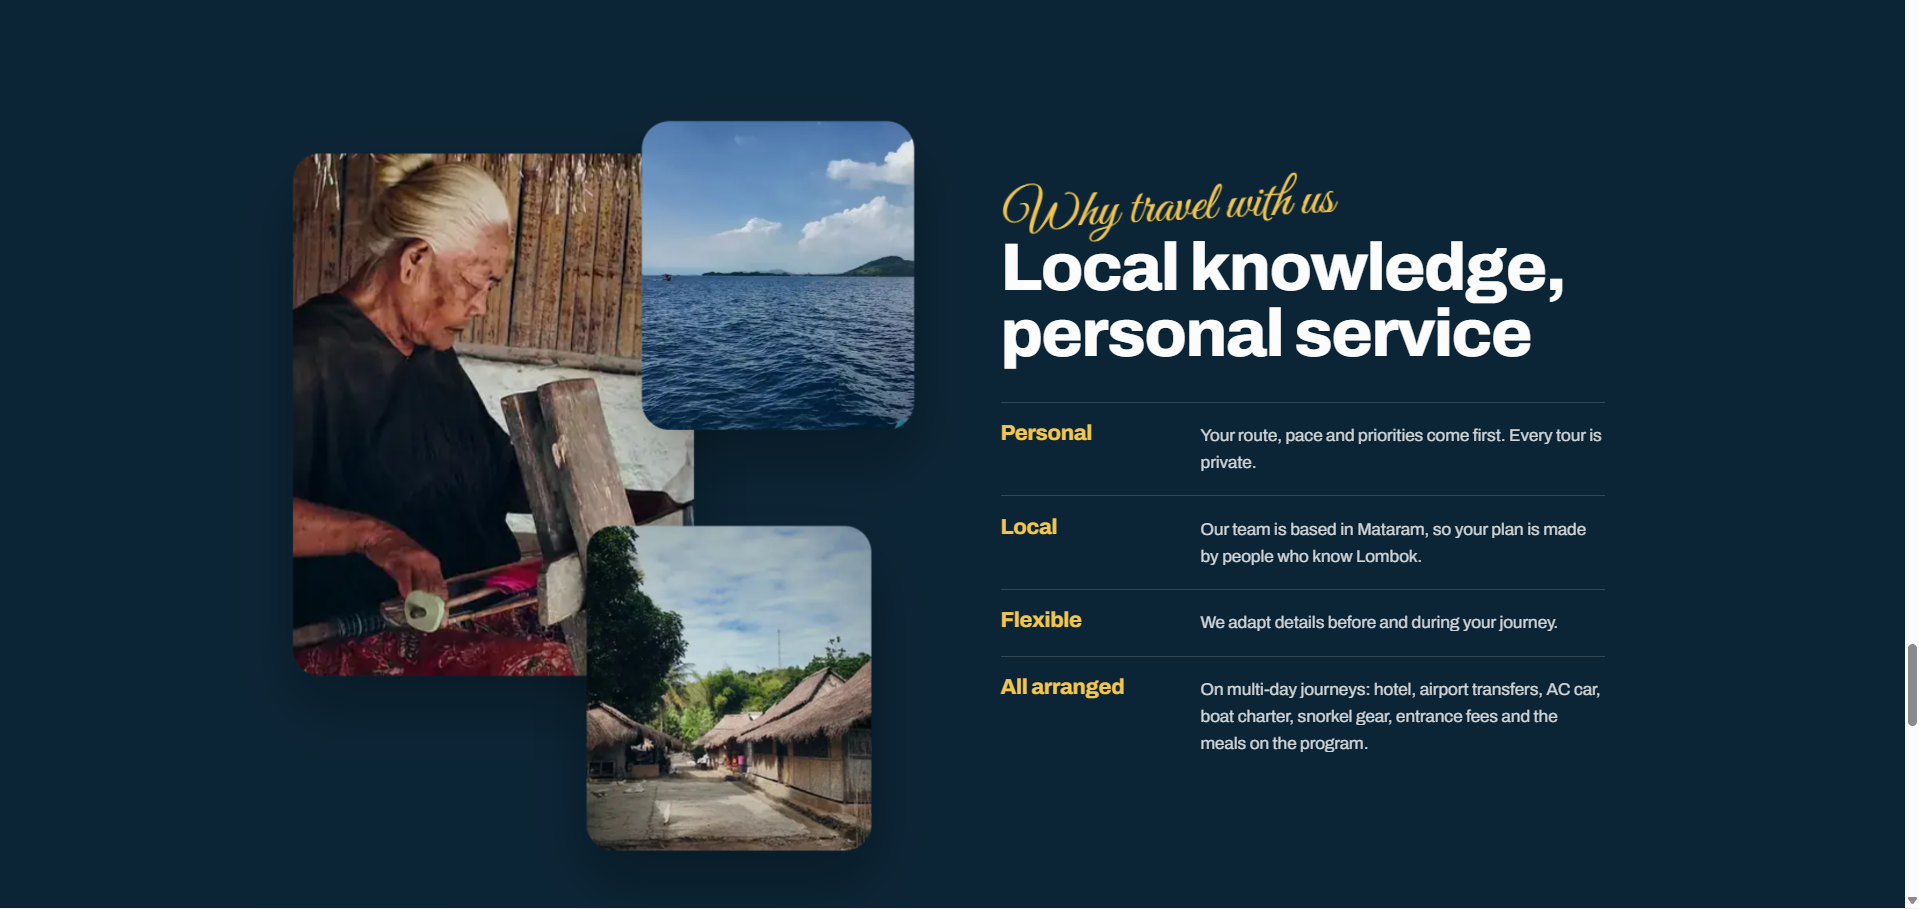 Why travel with us
Local knowledge,
personal service
Personal
Your route, pace and priorities come first. Every tour is
private.
Local
Our team is based in Mataram, so your plan is made
by people who know Lombok.
Flexible
We adapt details before and during your journey.
All arranged
On multi-day journeys: hotel, airport transfers, AC car,
boat charter, snorkel gear, entrance fees and the
meals on the program.